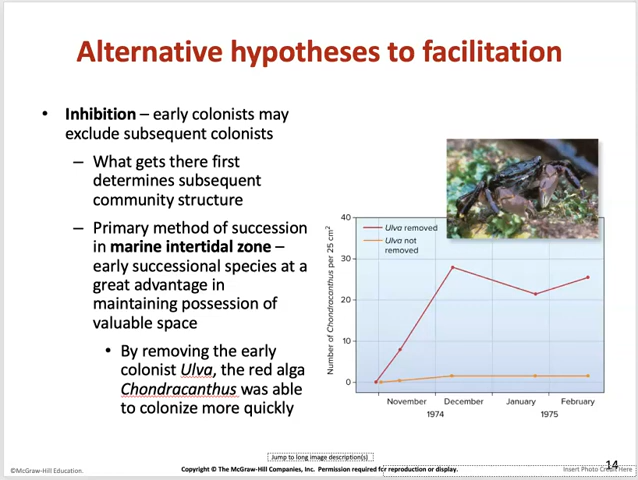 Alternative hypotheses to facilitation
• Inhibition – early colonists may
exclude subsequent colonists
– What gets there first
determines subsequent
community structure
– Primary method of succession
in marine intertidal zone –
early successional species at a
great advantage in
maintaining possession of
valuable space
• By removing the early
colonist Ulva, the red alga
Chondracanthus was able
to colonize more quickly
Number of Chondracanthus per 25 cm²
40
30
20
10
0
Ulva removed
Ulva not
removed
November December January February
1974 1975
Jump to long image description(s)
©McGraw-Hill Education.
Copyright © The McGraw-Hill Companies, Inc. Permission required for reproduction or display.
Insert Photo Credit Here
14